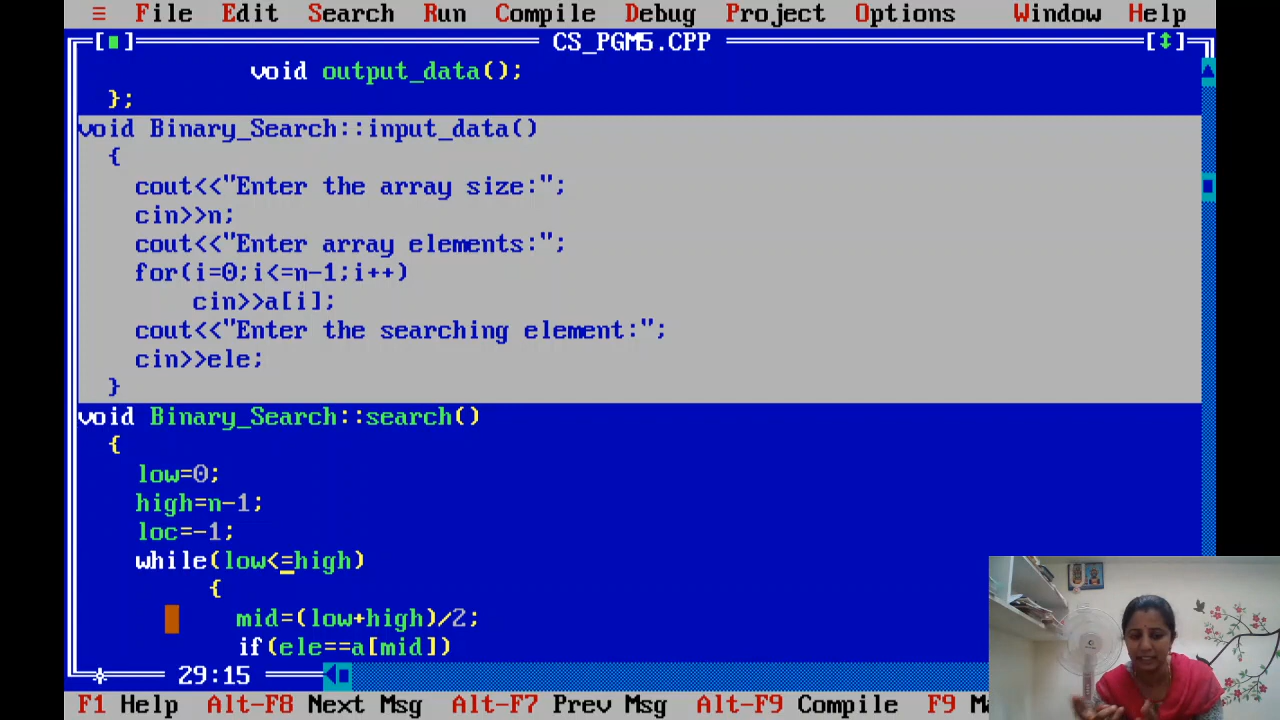 ≡ File Edit Search Run Compile Debug Project Options Window Help
[■] CS_PGM5.CPP [↕]
void output_data();
};
void Binary_Search::input_data()
{
cout<<"Enter the array size:";
cin>>n;
cout<<"Enter array elements:";
for(i=0;i<=n-1;i++)
cin>>a[i];
cout<<"Enter the searching element:";
cin>>ele;
}
void Binary_Search::search()
{
low=0;
high=n-1;
loc=-1;
while(low<=high)
{
mid=(low+high)/2;
if(ele==a[mid])
29:15
F1 Help Alt-F8 Next Msg Alt-F7 Prev Msg Alt-F9 Compile F9